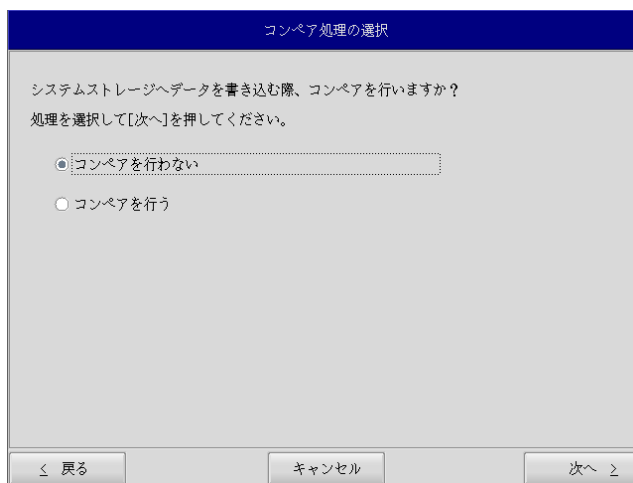 コンペア処理の選択
システムストレージへデータを書き込む際、コンペアを行いますか？
処理を選択して[次へ]を押してください。
コンペアを行わない
コンペアを行う
< 戻る
キャンセル
次へ >